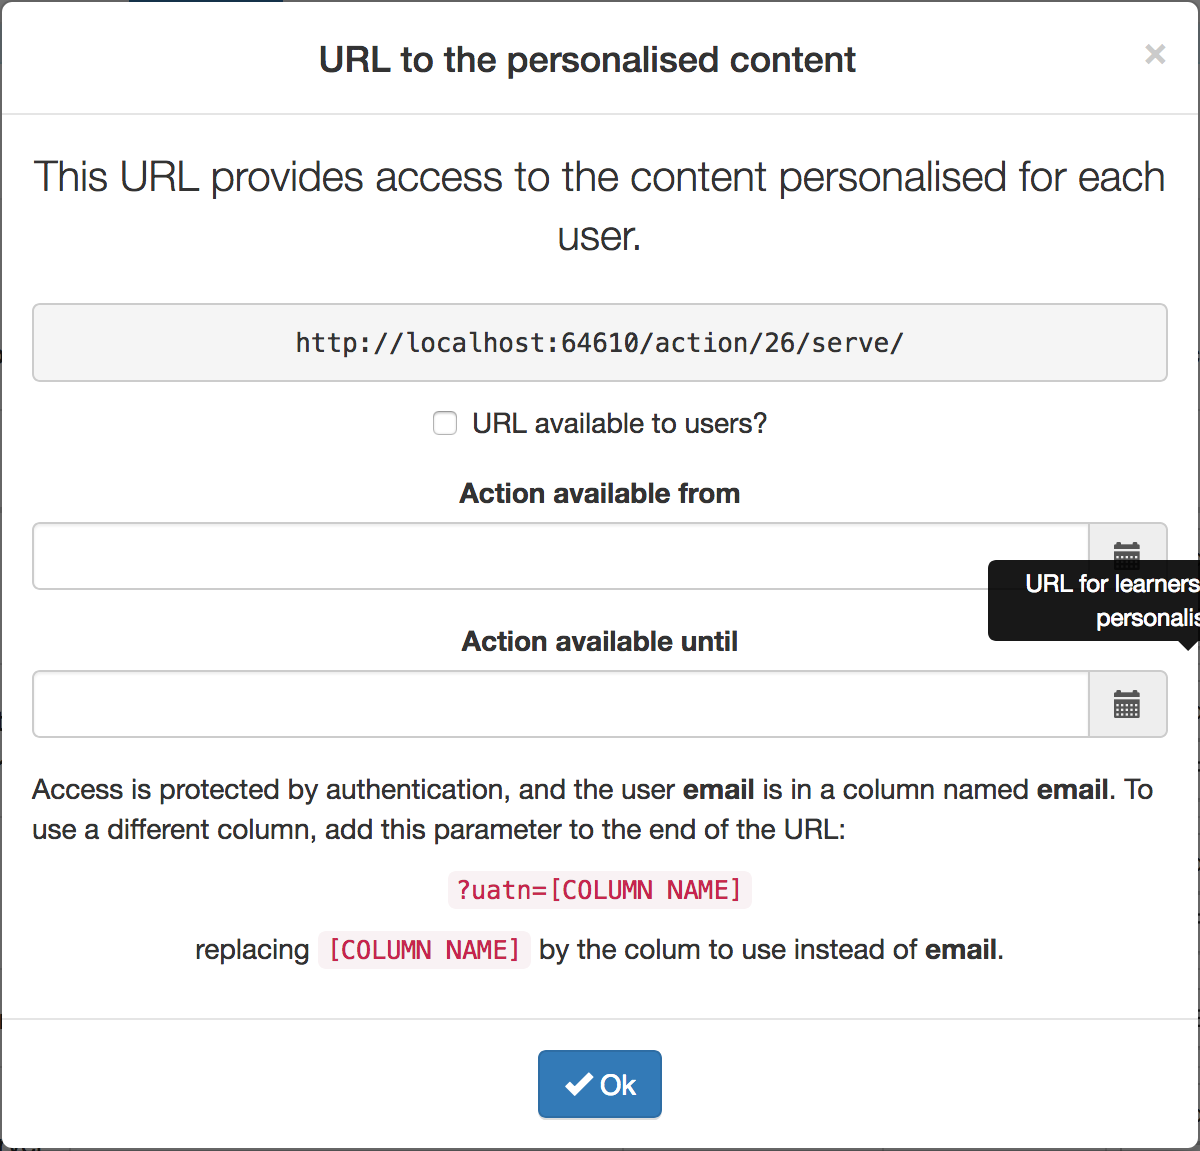 URL to the personalised content
×
This URL provides access to the content personalised for each
user.
http://localhost:64610/action/26/serve/
URL available to users?
Action available from
URL for learners
Action available until
Access is protected by authentication, and the user email is in a column named email. To
use a different column, add this parameter to the end of the URL:
?uatn=[COLUMN NAME]
replacing [COLUMN NAME] by the colum to use instead of email.
Ok